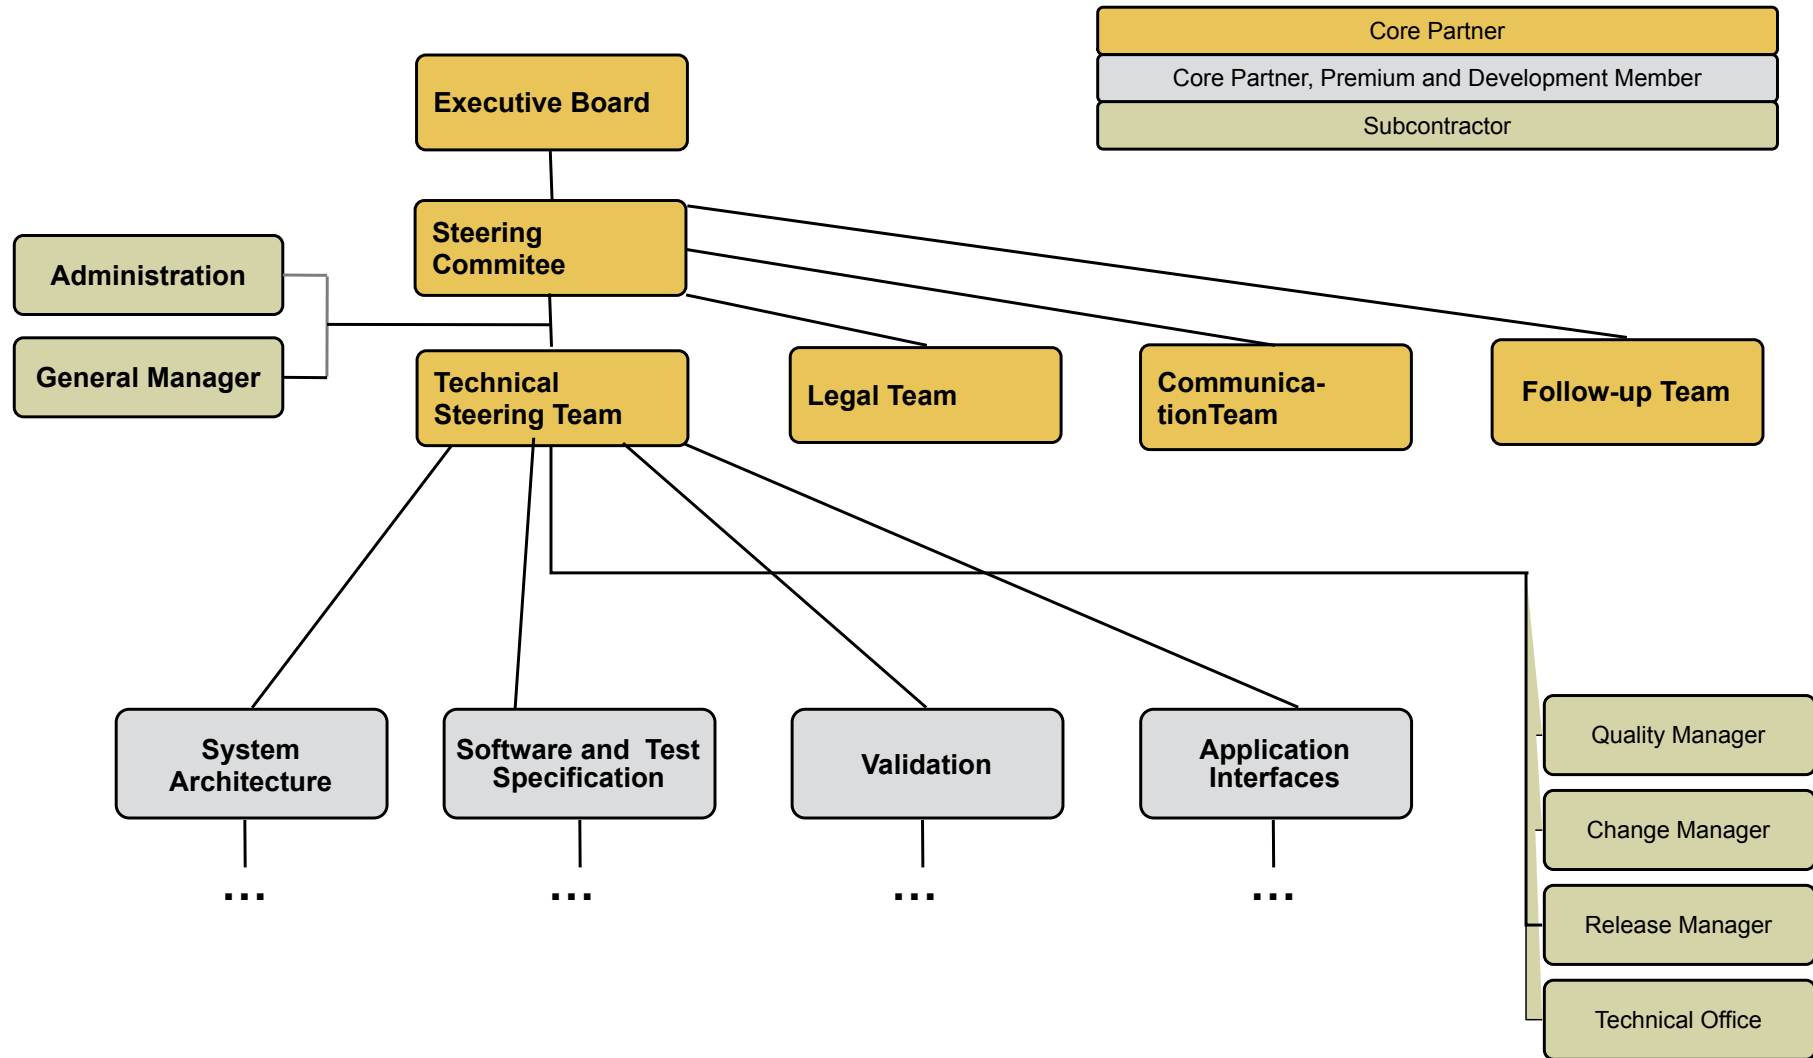 Core Partner
Core Partner, Premium and Development Member
Subcontractor
Executive Board
Steering
Commitee
Administration
General Manager
Technical
Steering Team
Legal Team
Communica-
tionTeam
Follow-up Team
System
Architecture
Software and  Test
Specification
Validation
Application
Interfaces
...
...
...
...
Quality Manager
Change Manager
Release Manager
Technical Office